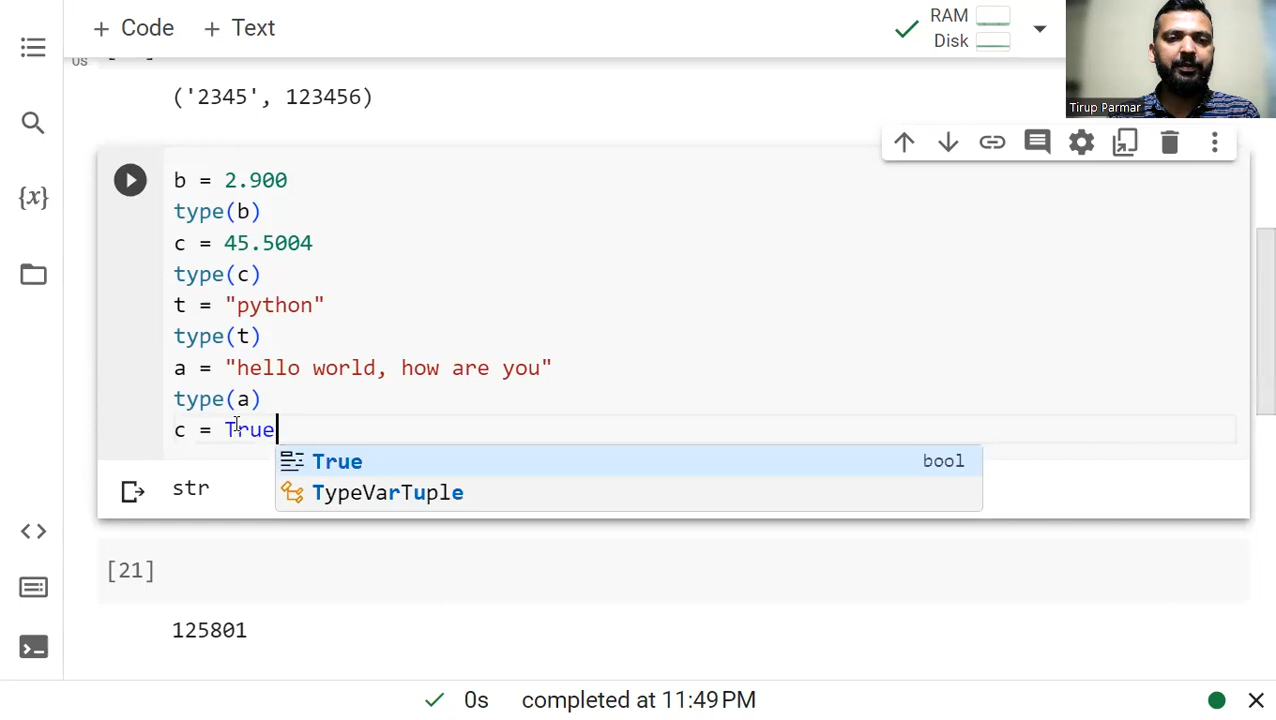 + Code + Text
RAM
Disk
Tirup Parmar
0s
('2345', 123456)
b = 2.900
type(b)
c = 45.5004
type(c)
t = "python"
type(t)
a = "hello world, how are you"
type(a)
c = True
True bool
TypeVarTuple
str
[21]
125801
0s completed at 11:49 PM
{x}